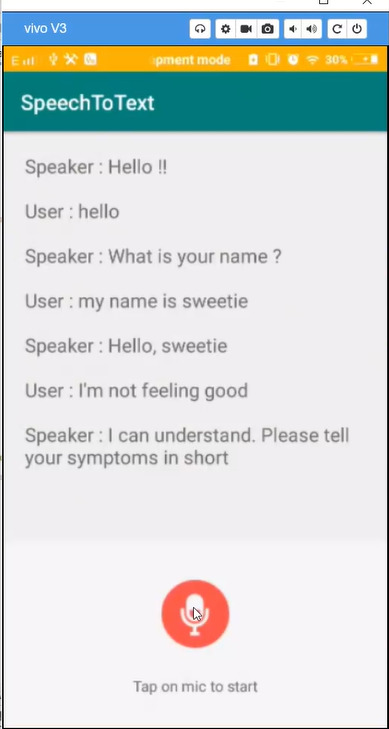 vivo V3
pment mode
30%
SpeechToText
Speaker : Hello !!
User : hello
Speaker : What is your name ?
User : my name is sweetie
Speaker : Hello, sweetie
User : I'm not feeling good
Speaker : I can understand. Please tell
your symptoms in short
Tap on mic to start